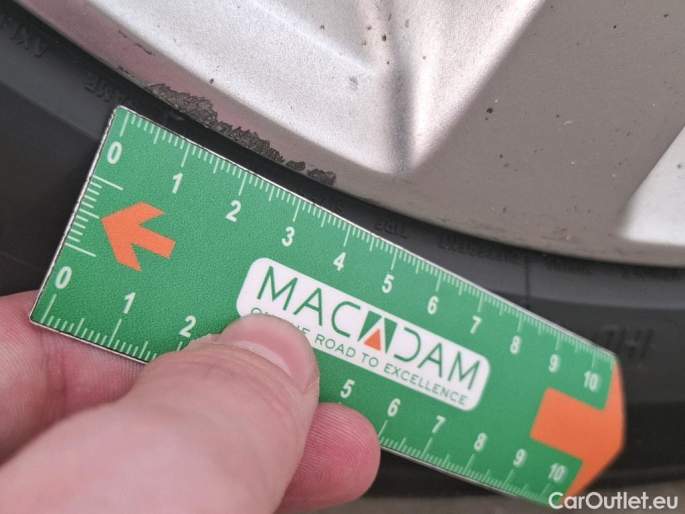 0 1 2 3 4 5 6 7 8 9 10
MACADAM
ROAD TO EXCELLENCE
0 1 2 5 6 7 8 9 10
CarOutlet.eu